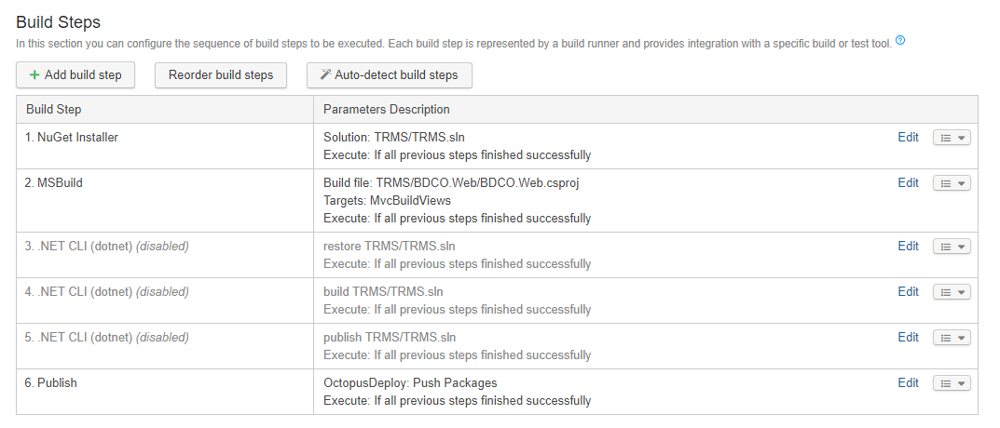 Build Steps
In this section you can configure the sequence of build steps to be executed. Each build step is represented by a build runner and provides integration with a specific build or test tool. ?
+ Add build step Reorder build steps Auto-detect build steps
Build Step Parameters Description
1. NuGet Installer Solution: TRMS/TRMS.sln Edit
Execute: If all previous steps finished successfully
2. MSBuild Build file: TRMS/BDCO.Web/BDCO.Web.csproj Edit
Targets: MvcBuildViews
Execute: If all previous steps finished successfully
3. .NET CLI (dotnet) (disabled) restore TRMS/TRMS.sln Edit
Execute: If all previous steps finished successfully
4. .NET CLI (dotnet) (disabled) build TRMS/TRMS.sln Edit
Execute: If all previous steps finished successfully
5. .NET CLI (dotnet) (disabled) publish TRMS/TRMS.sln Edit
Execute: If all previous steps finished successfully
6. Publish OctopusDeploy: Push Packages Edit
Execute: If all previous steps finished successfully